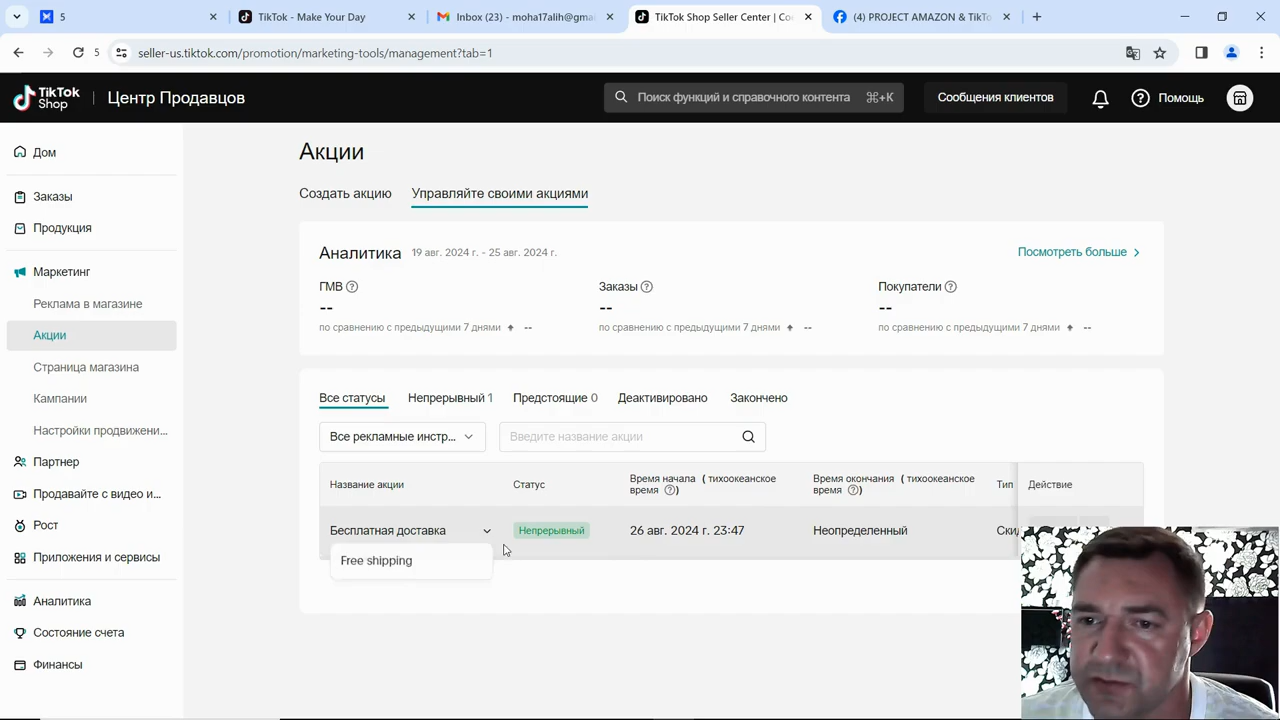 5
TikTok - Make Your Day
Inbox (23) - moha17alih@gma
TikTok Shop Seller Center | Co
(4) PROJECT AMAZON & TikTo
5
seller-us.tiktok.com/promotion/marketing-tools/management?tab=1
TikTok Shop
Центр Продавцов
Поиск функций и справочного контента
⌘+K
Сообщения клиентов
Помощь
Дом
Заказы
Продукция
Маркетинг
Реклама в магазине
Акции
Страница магазина
Кампании
Настройки продвижени...
Партнер
Продавайте с видео и...
Рост
Приложения и сервисы
Аналитика
Состояние счета
Финансы
Акции
Создать акцию
Управляйте своими акциями
Аналитика
19 авг. 2024 г. - 25 авг. 2024 г.
Посмотреть больше
ГМВ
Заказы
Покупатели
-- -- --
по сравнению с предыдущими 7 днями --
по сравнению с предыдущими 7 днями --
по сравнению с предыдущими 7 днями --
Все статусы
Непрерывный 1
Предстоящие 0
Деактивировано
Закончено
Все рекламные инстр...
Введите название акции
Название акции
Статус
Время начала ( тихоокеанское
время )
Время окончания ( тихоокеанское
время )
Тип
Действие
Бесплатная доставка
Непрерывный
26 авг. 2024 г. 23:47
Неопределенный
Ски
Free shipping